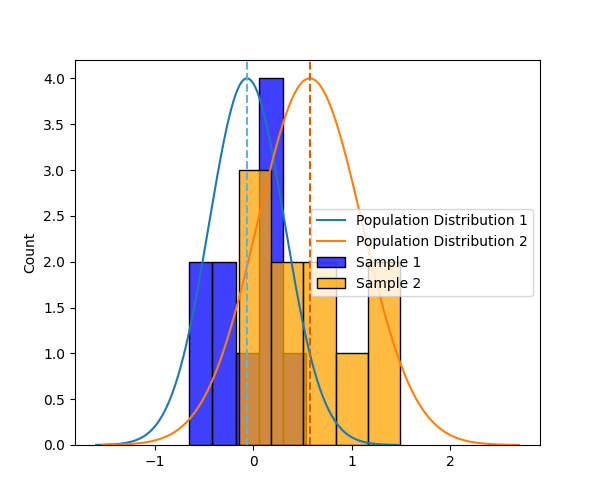 4.0
3.5
3.0
2.5
2.0
1.5
1.0
0.5
0.0
Count
Population Distribution 1
Population Distribution 2
Sample 1
Sample 2
−1 0 1 2